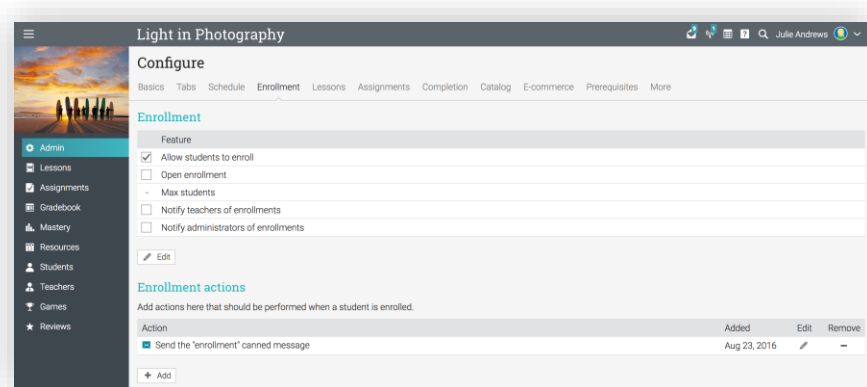 Light in Photography
Julie Andrews
Configure
Basics Tabs Schedule Enrollment Lessons Assignments Completion Catalog E-commerce Prerequisites More
Admin
Lessons
Assignments
Gradebook
Mastery
Resources
Students
Teachers
Games
Reviews
Enrollment
Feature
Allow students to enroll
Open enrollment
- Max students
Notify teachers of enrollments
Notify administrators of enrollments
Edit
Enrollment actions
Add actions here that should be performed when a student is enrolled.
Action Added Edit Remove
Send the "enrollment" canned message Aug 23, 2016
+ Add